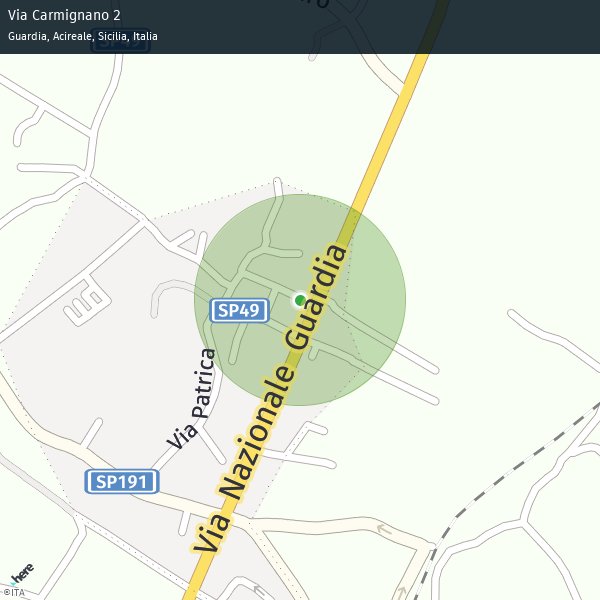 Via Carmignano 2
Guardia, Acireale, Sicilia, Italia
SP49
Via Patrica
Via Nazionale Guardia
SP191
here
©ITA